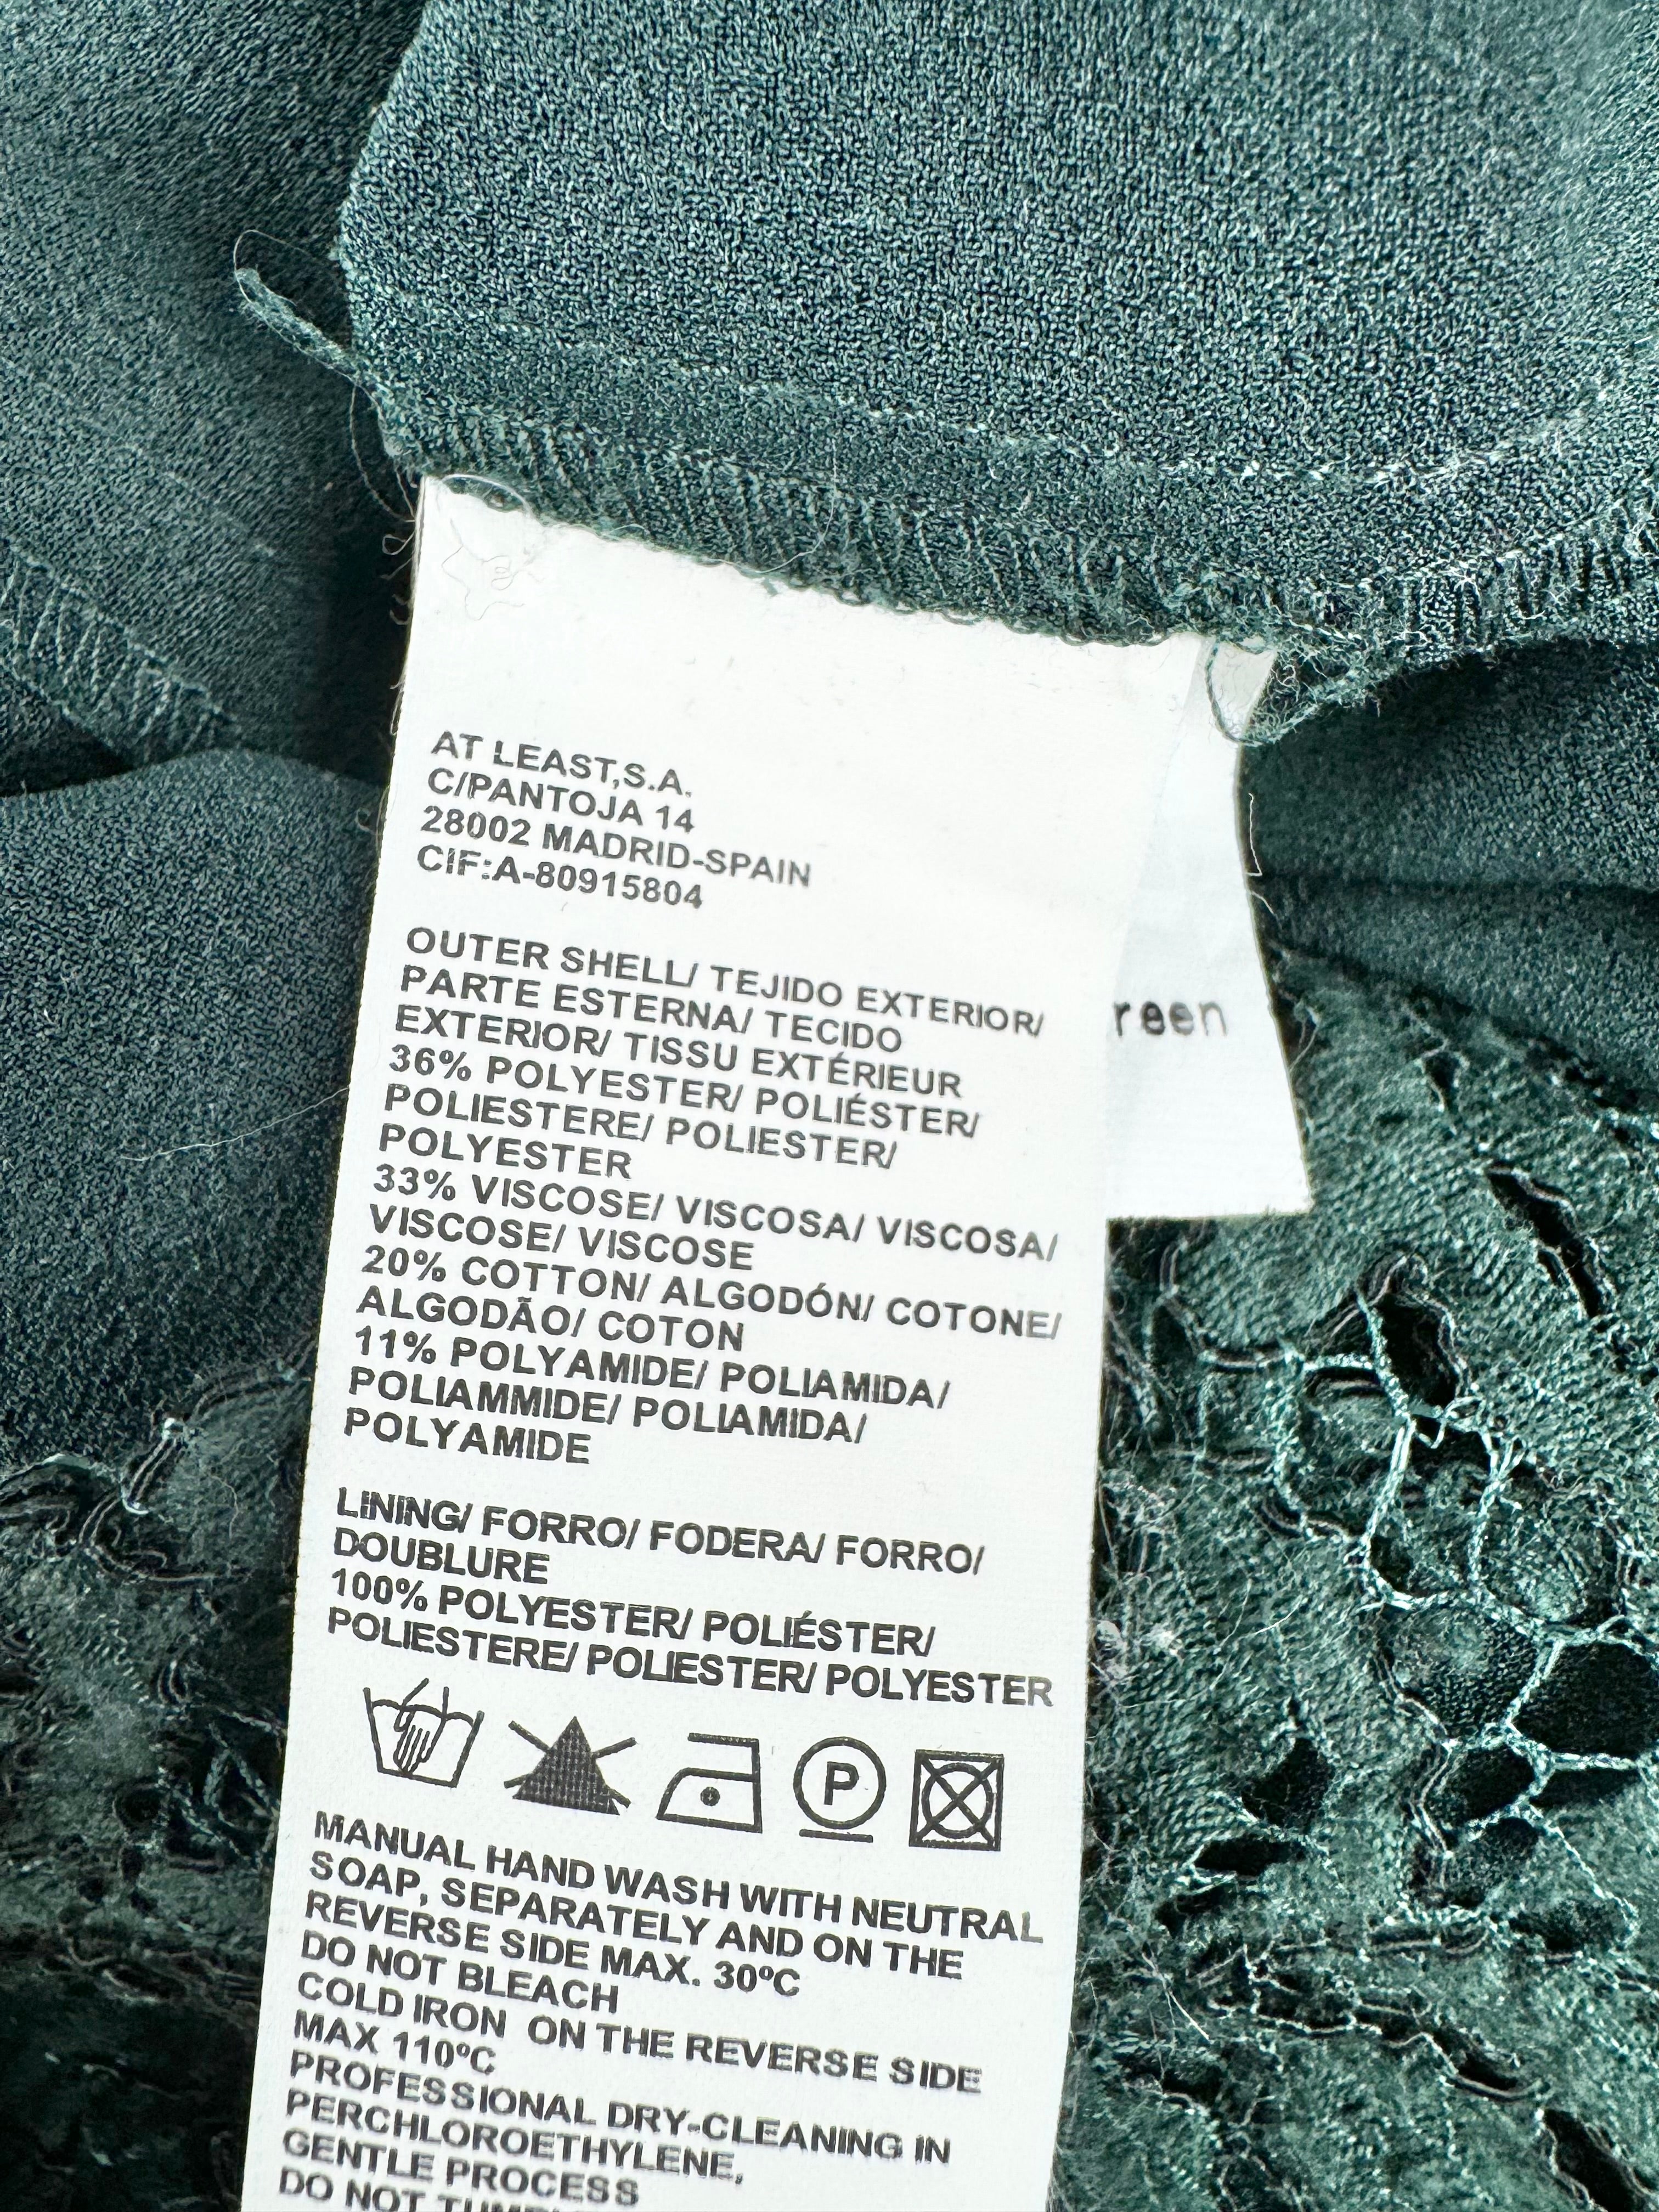 AT LEAST,S.A.
C/PANTOJA 14
28002 MADRID-SPAIN
CIF:A-80915804
OUTER SHELL/ TEJIDO EXTERIOR/
PARTE ESTERNA/ TECIDO
EXTERIOR/ TISSU EXTÉRIEUR
36% POLYESTER/ POLIÉSTER/
POLIESTERE/ POLIESTER/
POLYESTER
33% VISCOSE/ VISCOSA/ VISCOSA/
VISCOSE/ VISCOSE
20% COTTON/ ALGODÓN/ COTONE/
ALGODÃO/ COTON
11% POLYAMIDE/ POLIAMIDA/
POLIAMMIDE/ POLIAMIDA/
POLYAMIDE
LINING/ FORRO/ FODERA/ FORRO/
DOUBLURE
100% POLYESTER/ POLIÉSTER/
POLIESTERE/ POLIESTER/ POLYESTER
P
MANUAL HAND WASH WITH NEUTRAL
SOAP, SEPARATELY AND ON THE
REVERSE SIDE MAX. 30ºC
DO NOT BLEACH
COLD IRON ON THE REVERSE SIDE
MAX 110ºC
PROFESSIONAL DRY-CLEANING IN
PERCHLOROETHYLENE,
GENTLE PROCESS
DO NOT
reen